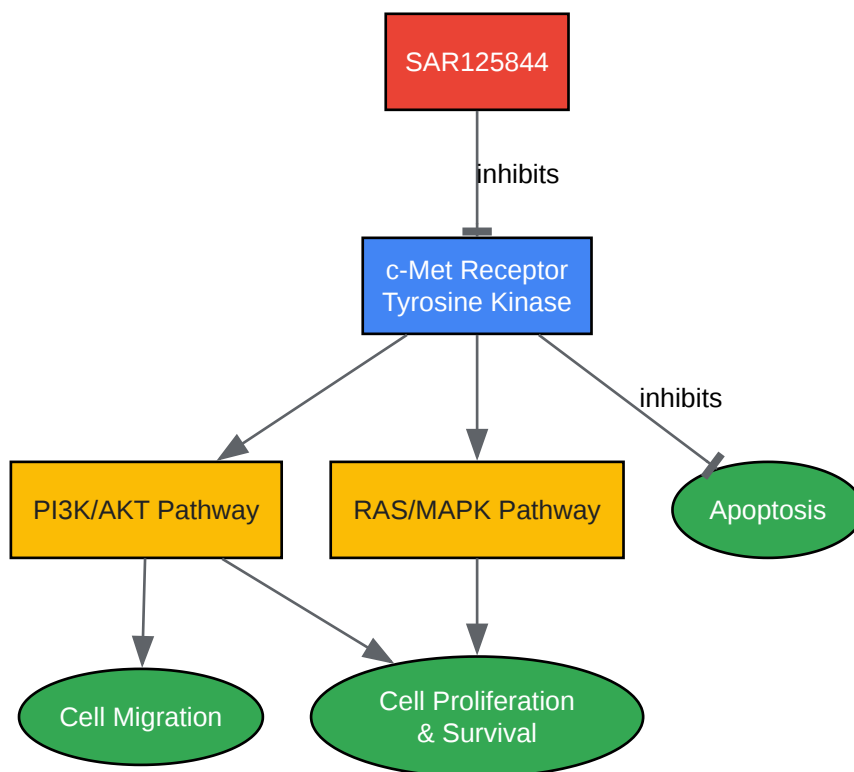 SAR125844
inhibits
c-Met Receptor
Tyrosine Kinase
inhibits
PI3K/AKT Pathway
RAS/MAPK Pathway
Apoptosis
Cell Migration
Cell Proliferation
& Survival